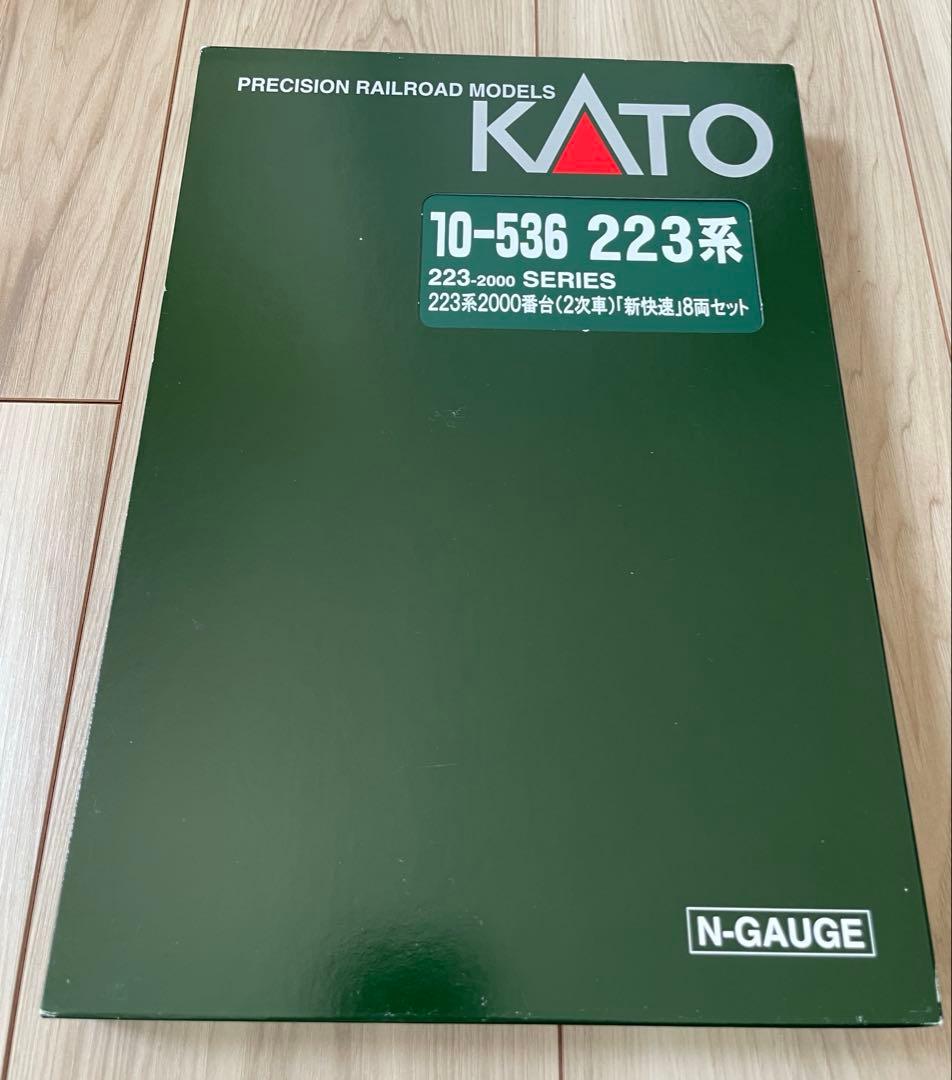 PRECISION RAILROAD MODELS
KATO
10-536 223系
223-2000 SERIES
223系2000番台(2次車)「新快速」8両セット
N-GAUGE